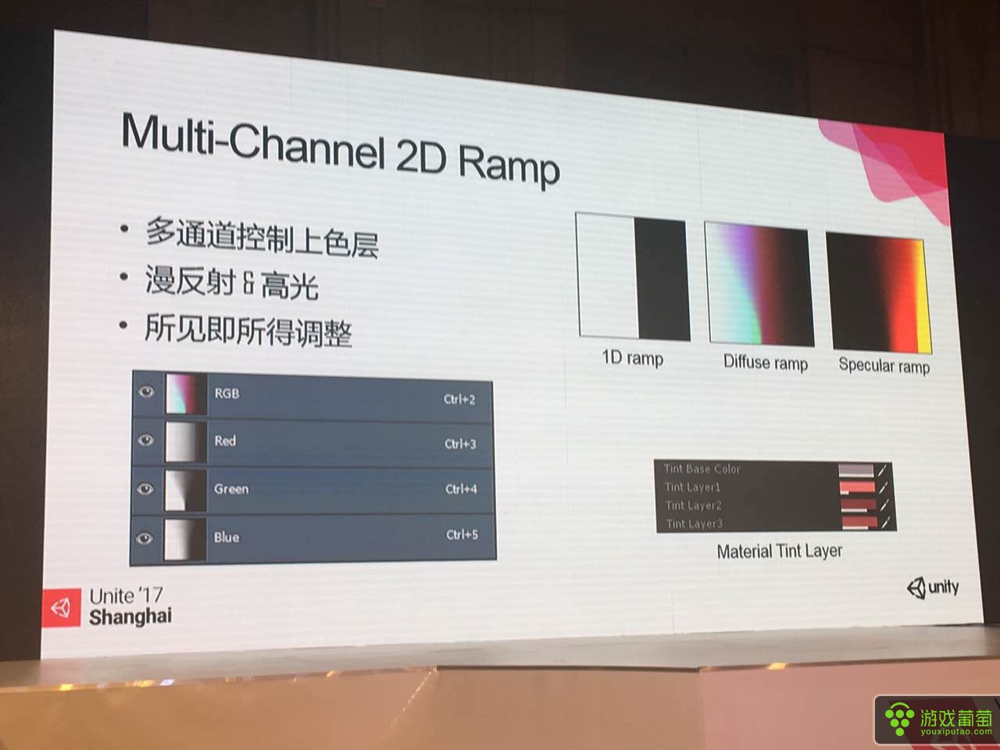 Multi-Channel 2D Ramp
• 多通道控制上色层
• 漫反射 & 高光
• 所见即所得调整
1D ramp
Diffuse ramp
Specular ramp
RGB Ctrl+2
Red Ctrl+3
Green Ctrl+4
Blue Ctrl+5
Tint Base Color
Tint Layer1
Tint Layer2
Tint Layer3
Material Tint Layer
Unite '17
Shanghai
unity
游戏葡萄
youxiputao.com